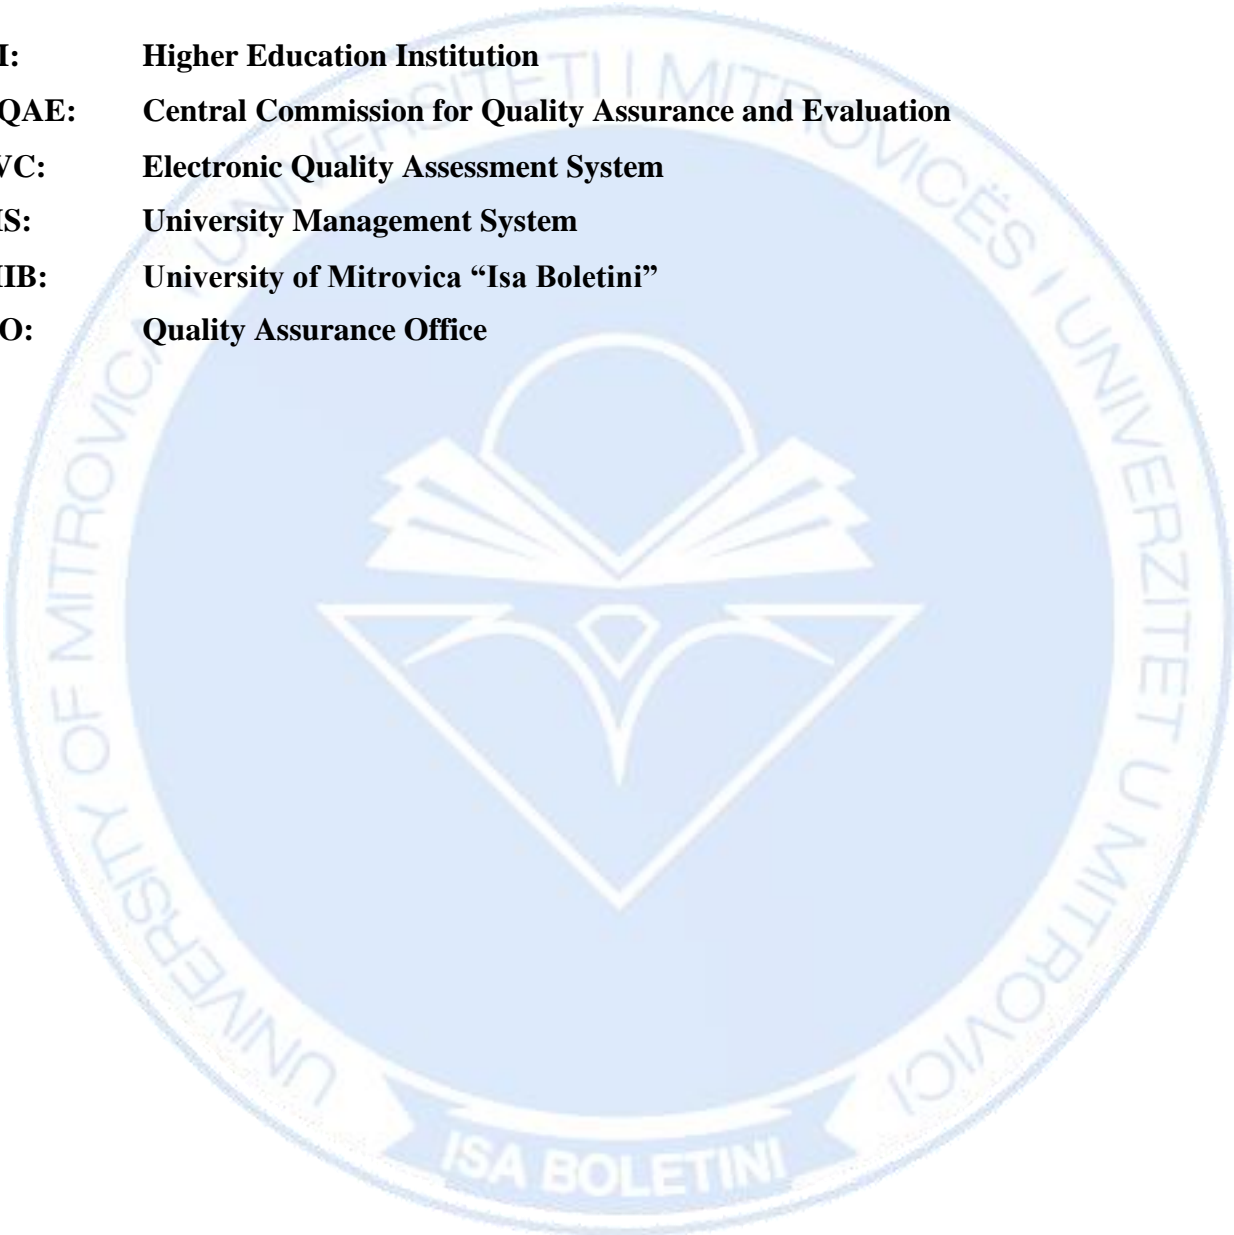 I: Higher Education Institution
QAE: Central Commission for Quality Assurance and Evaluation
VC: Electronic Quality Assessment System
IS: University Management System
IIB: University of Mitrovica “Isa Boletini”
O: Quality Assurance Office
UNIVERSITY OF MITROVICA | UNIVERSITETI I MITROVICËS | UNIVERZITET U MITROVICI
ISA BOLETINI